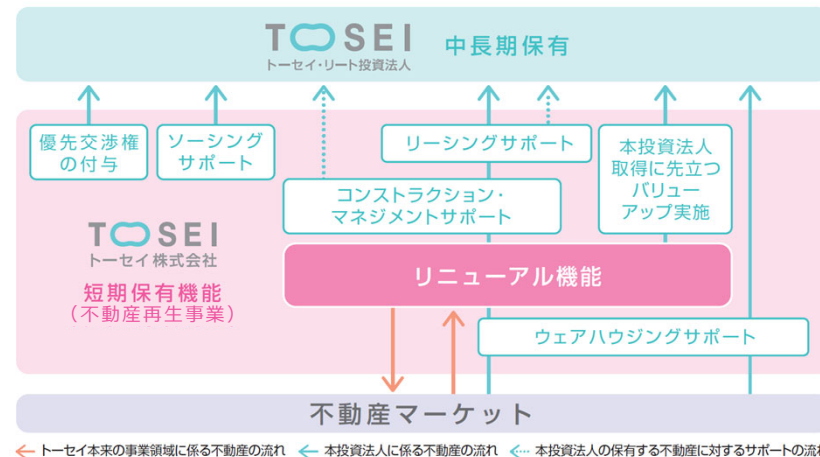 TOSEI 中長期保有
トーセイ・リート投資法人
優先交渉権
の付与
ソーシング
サポート
リーシングサポート
本投資法人
取得に先立つ
バリュー
アップ実施
コンストラクション・
マネジメントサポート
TOSEI
トーセイ株式会社
短期保有機能
（不動産再生事業）
リニューアル機能
ウェアハウジングサポート
不動産マーケット
トーセイ本来の事業領域に係る不動産の流れ 本投資法人に係る不動産の流れ 本投資法人の保有する不動産に対するサポートの流れ